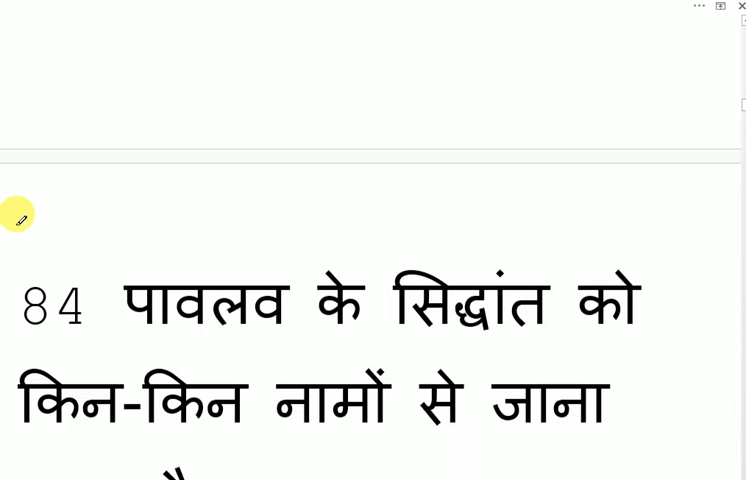 84 पावलव के सिद्धांत को
किन-किन नामों से जाना